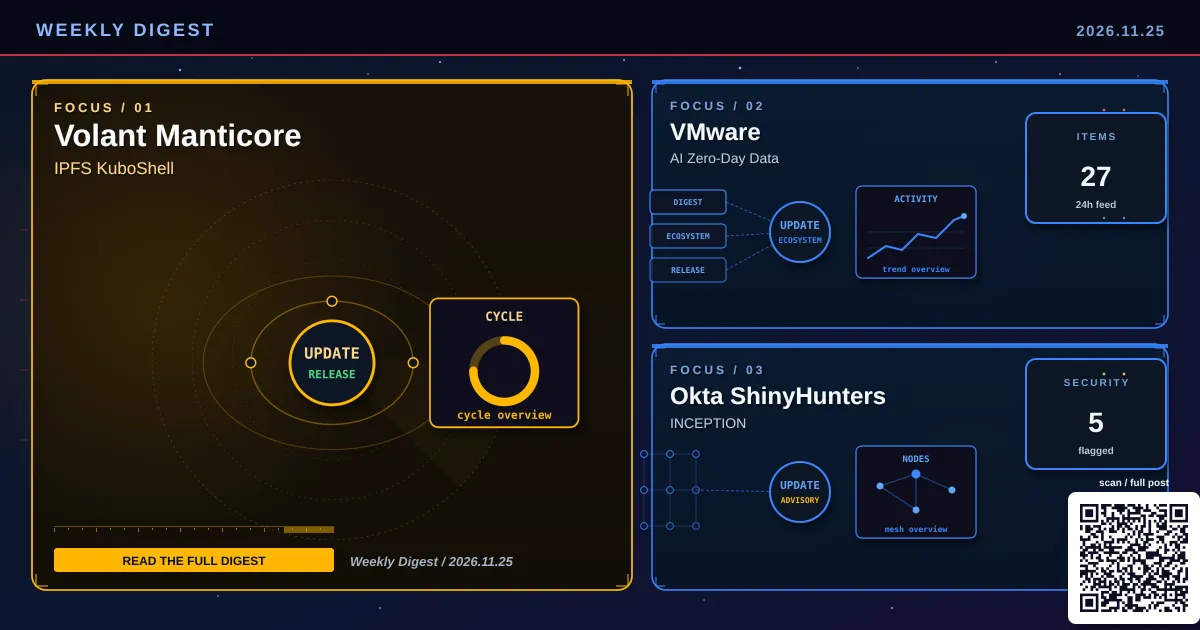 WEEKLY DIGEST
2026.11.25
FOCUS / 01
Volant Manticore
IPFS KuboShell
UPDATE
RELEASE
CYCLE
cycle overview
READ THE FULL DIGEST
Weekly Digest / 2026.11.25
FOCUS / 02
VMware
AI Zero-Day Data
DIGEST
ECOSYSTEM
RELEASE
UPDATE
ECOSYSTEM
ACTIVITY
trend overview
ITEMS
27
24h feed
FOCUS / 03
Okta ShinyHunters
INCEPTION
UPDATE
ADVISORY
NODES
mesh overview
SECURITY
5
flagged
scan / full post